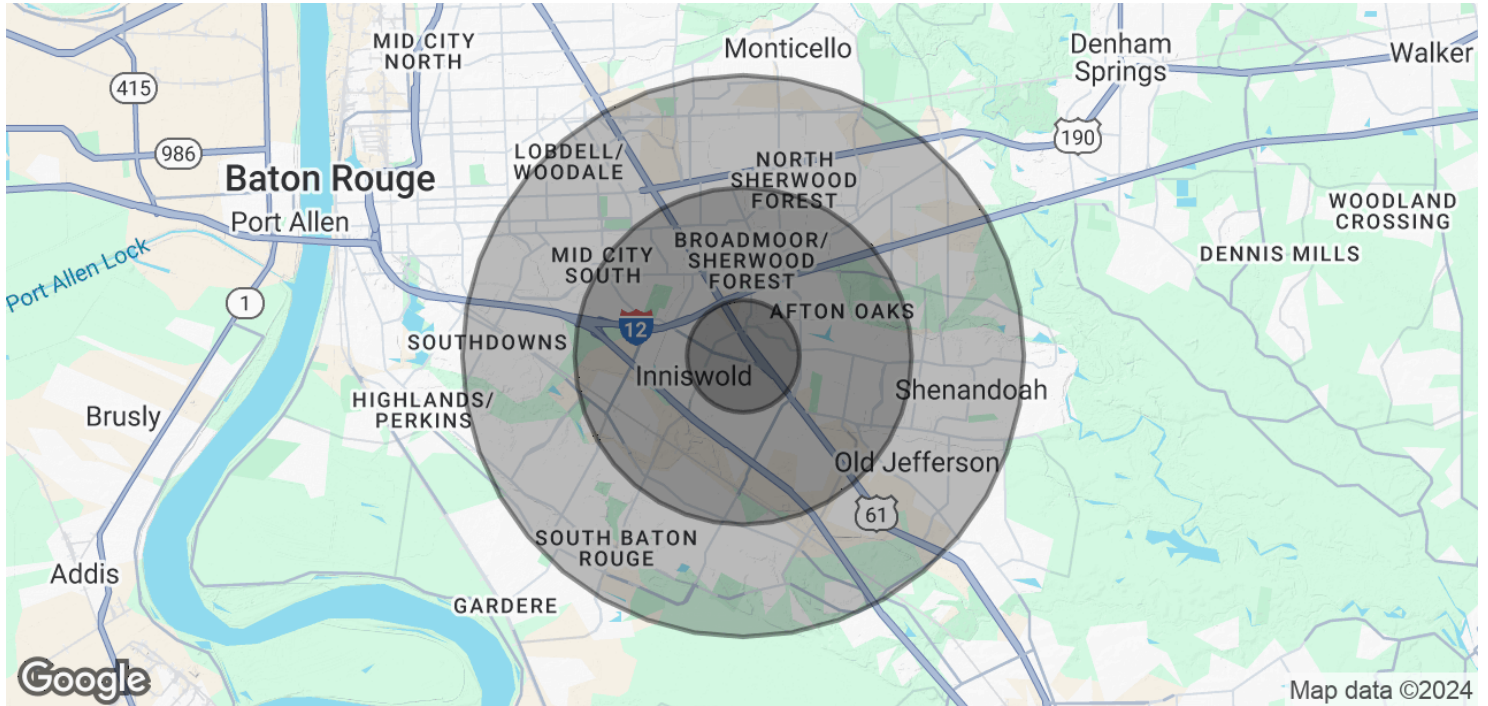 MID CITY
NORTH
Monticello
Denham
Springs
Walker
415
986
190
LOBDELL/
WOODALE
NORTH
SHERWOOD
FOREST
Baton Rouge
Port Allen
WOODLAND
CROSSING
Port Allen Lock
MID CITY
SOUTH
BROADMOOR/
SHERWOOD
FOREST
DENNIS MILLS
1
AFTON OAKS
12
SOUTHDOWNS
Inniswold
Shenandoah
Brusly
HIGHLANDS/
PERKINS
Old Jefferson
61
SOUTH BATON
ROUGE
Addis
GARDERE
Google
Map data ©2024